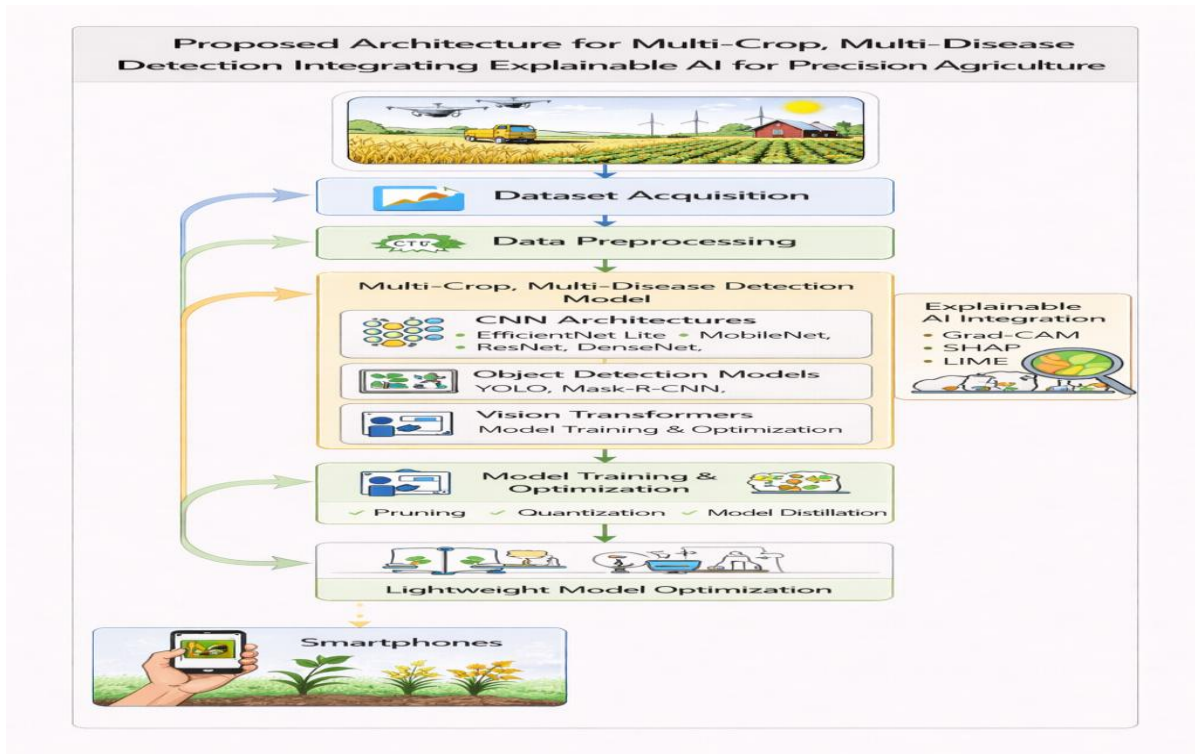 Proposed Architecture for Multi-Crop, Multi-Disease
Detection Integrating Explainable AI for Precision Agriculture
Dataset Acquisition
Data Preprocessing
Multi-Crop, Multi-Disease Detection
Model
CNN Architectures
• EfficientNet Lite • MobileNet,
• ResNet, DenseNet,
Object Detection Models
YOLO, Mask-R-CNN,
Vision Transformers
Model Training & Optimization
Explainable
AI Integration
• Grad-CAM
• SHAP
• LIME
Model Training &
Optimization
✓ Pruning ✓ Quantization ✓ Model Distillation
Lightweight Model Optimization
Smartphones